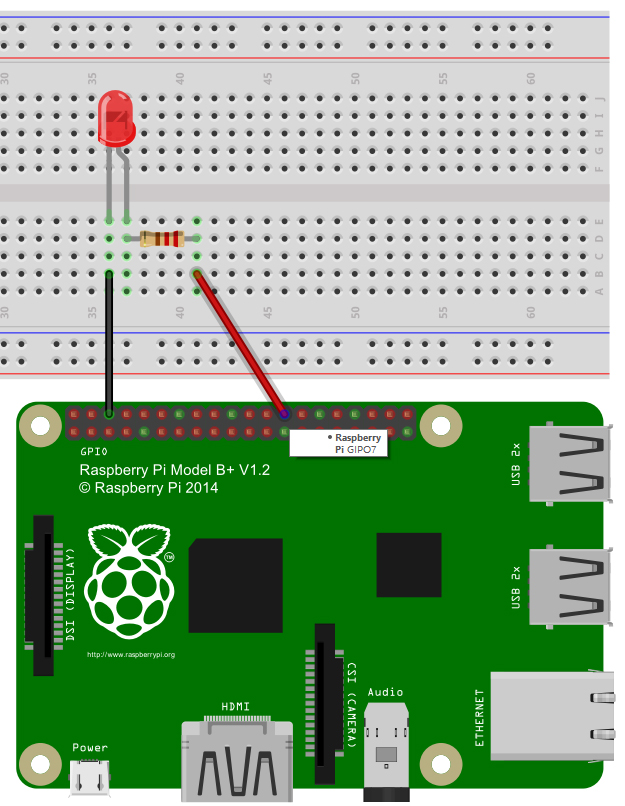 30 35 40 45 50 55 60
J
I
H
G
F
E
D
C
B
A
30 35 40 45 50 55 60
• Raspberry
Pi GIPO7
GPIO
Raspberry Pi Model B+ V1.2
© Raspberry Pi 2014
USB 2x
TM
DSI (DISPLAY)
USB 2x
http://www.raspberrypi.org
CSI (CAMERA)
Audio
ETHERNET
HDMI
Power